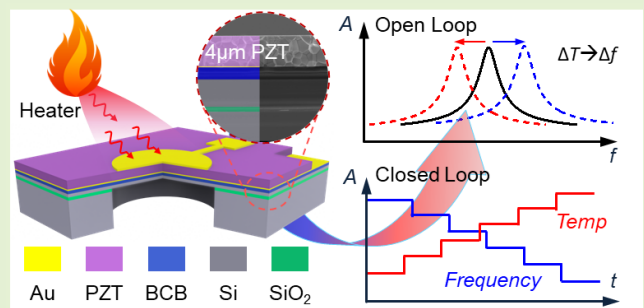 Heater
4μm PZT
Au
PZT
BCB
Si
SiO₂
A
Open Loop
ΔT→Δf
f
A
Closed Loop
Temp
Frequency
t